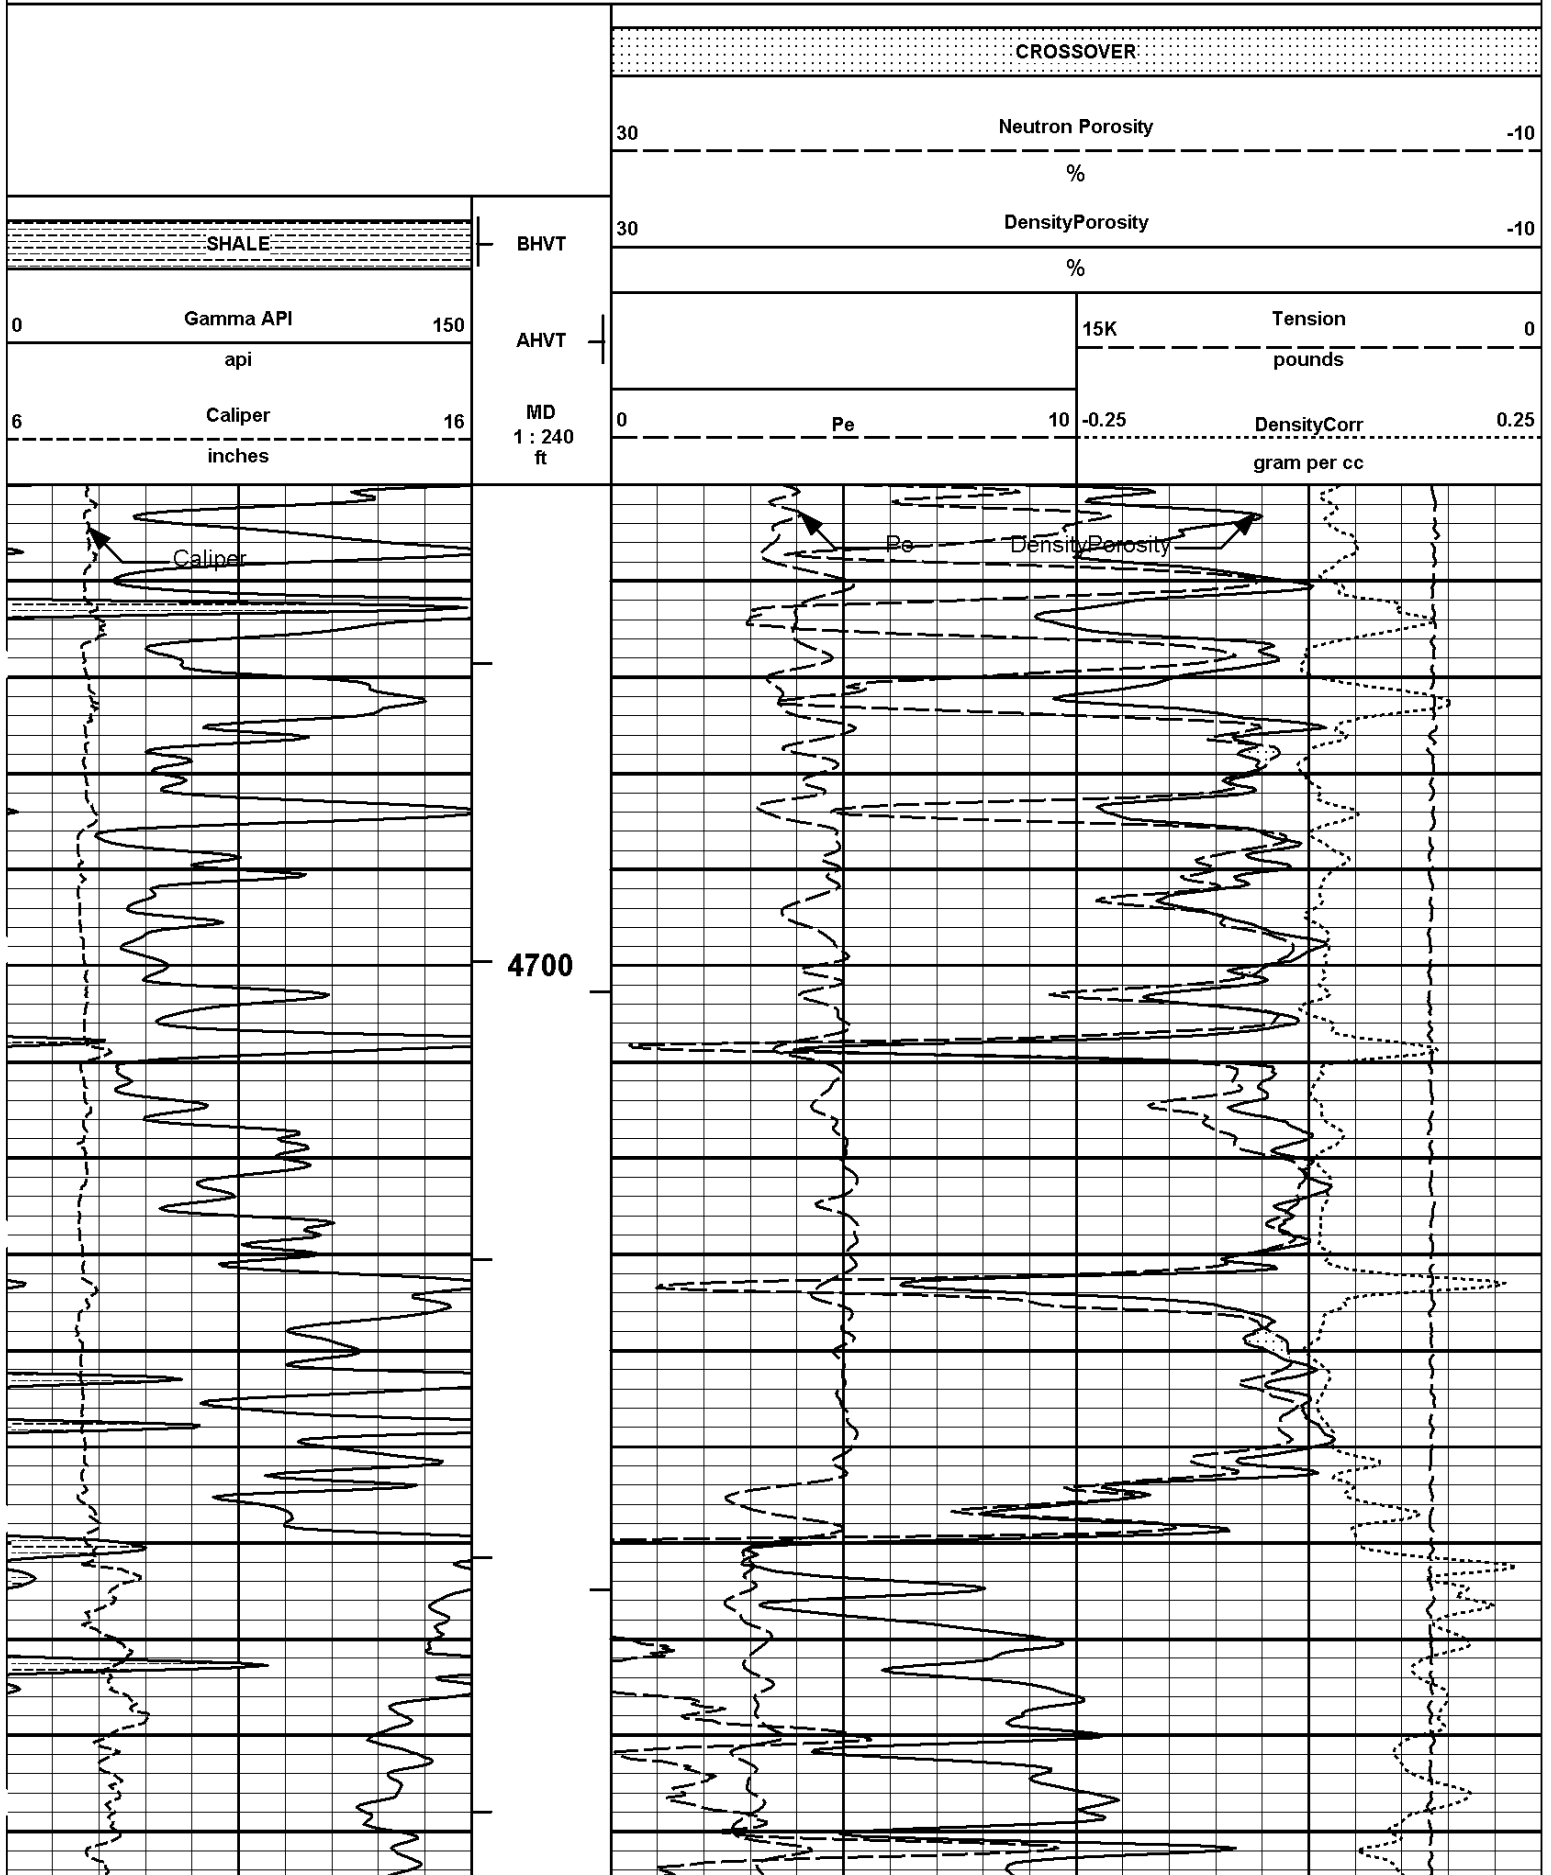 CROSSOVER
30 Neutron Porosity -10
%
30 DensityPorosity -10
%
SHALE BHVT
0 Gamma API 150
api
AHVT
15K Tension 0
pounds
6 Caliper 16
inches
MD
1 : 240
ft
0 Pe 10
-0.25 DensityCorr 0.25
gram per cc
Caliper
Pe
DensityPorosity
4700